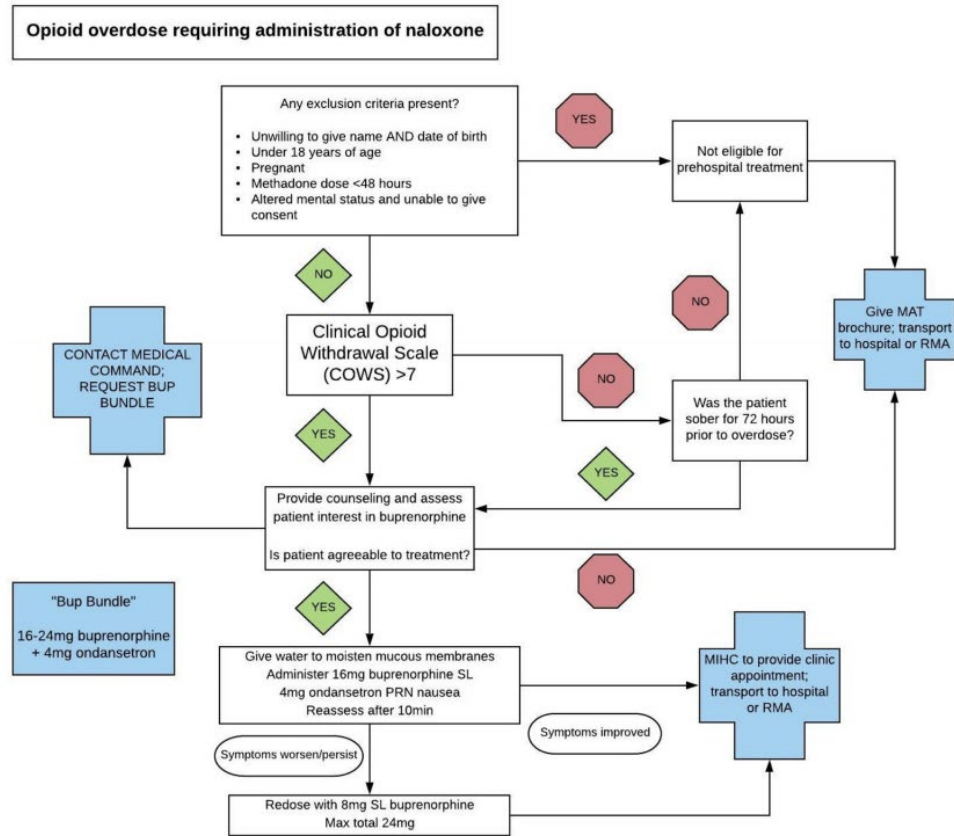 Opioid overdose requiring administration of naloxone
Any exclusion criteria present?
• Unwilling to give name AND date of birth
• Under 18 years of age
• Pregnant
• Methadone dose <48 hours
• Altered mental status and unable to give
consent
YES
Not eligible for
prehospital treatment
NO
NO
Give MAT
brochure; transport
to hospital or RMA
CONTACT MEDICAL
COMMAND;
REQUEST BUP
BUNDLE
Clinical Opioid
Withdrawal Scale
(COWS) >7
NO
Was the patient
sober for 72 hours
prior to overdose?
YES
YES
Provide counseling and assess
patient interest in buprenorphine
Is patient agreeable to treatment?
NO
YES
"Bup Bundle"
16-24mg buprenorphine
+ 4mg ondansetron
Give water to moisten mucous membranes
Administer 16mg buprenorphine SL
4mg ondansetron PRN nausea
Reassess after 10min
MIHC to provide clinic
appointment;
transport to hospital
or RMA
Symptoms improved
Symptoms worsen/persist
Redose with 8mg SL buprenorphine
Max total 24mg